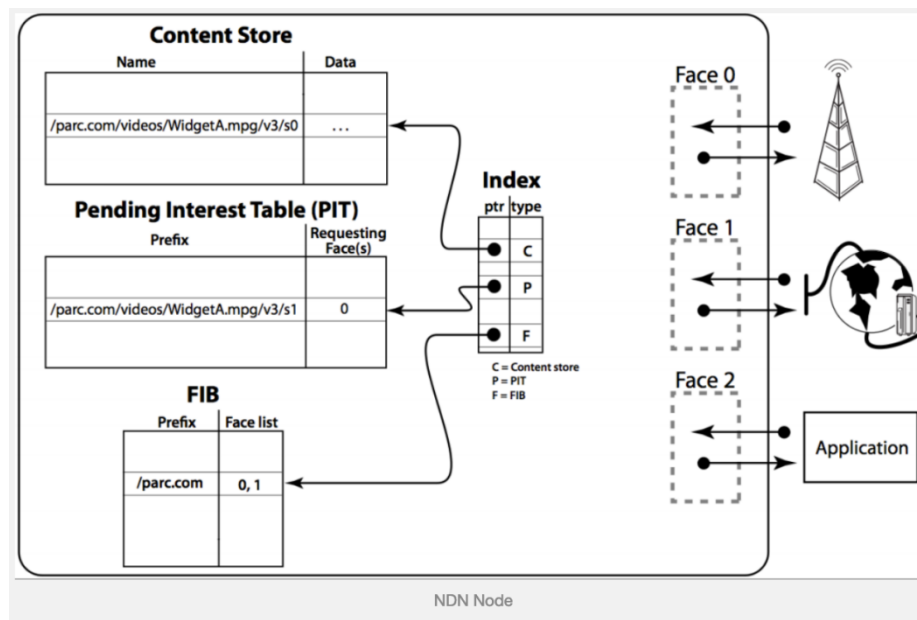 Content Store
Name Data
/parc.com/videos/WidgetA.mpg/v3/s0 ...
Pending Interest Table (PIT)
Prefix Requesting Face(s)
/parc.com/videos/WidgetA.mpg/v3/s1 0
FIB
Prefix Face list
/parc.com 0, 1
Index
ptr type
C
P
F
C = Content store
P = PIT
F = FIB
Face 0
Face 1
Face 2
Application
NDN Node